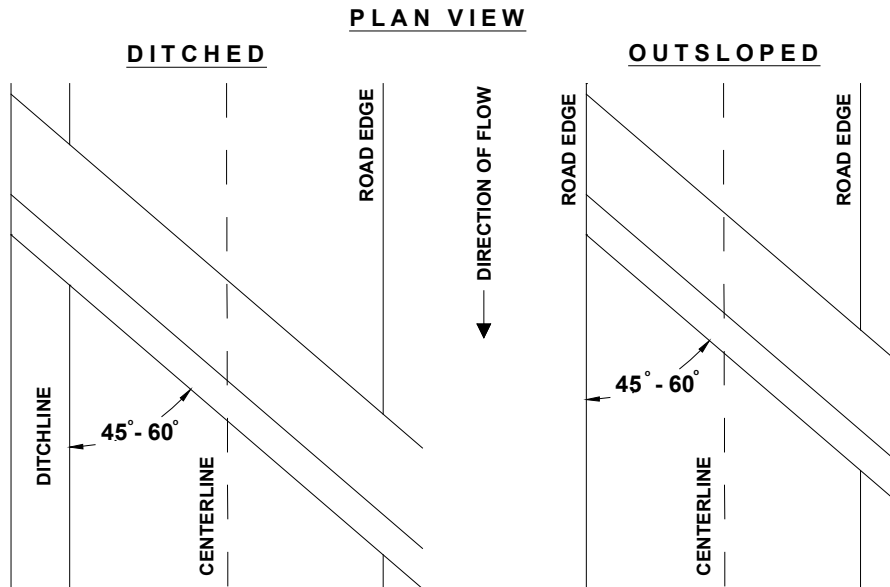 PLAN VIEW
DITCHED
OUTSLOPED
ROAD EDGE
DIRECTION OF FLOW
ROAD EDGE
ROAD EDGE
45° - 60°
45° - 60°
DITCHLINE
CENTERLINE
CENTERLINE